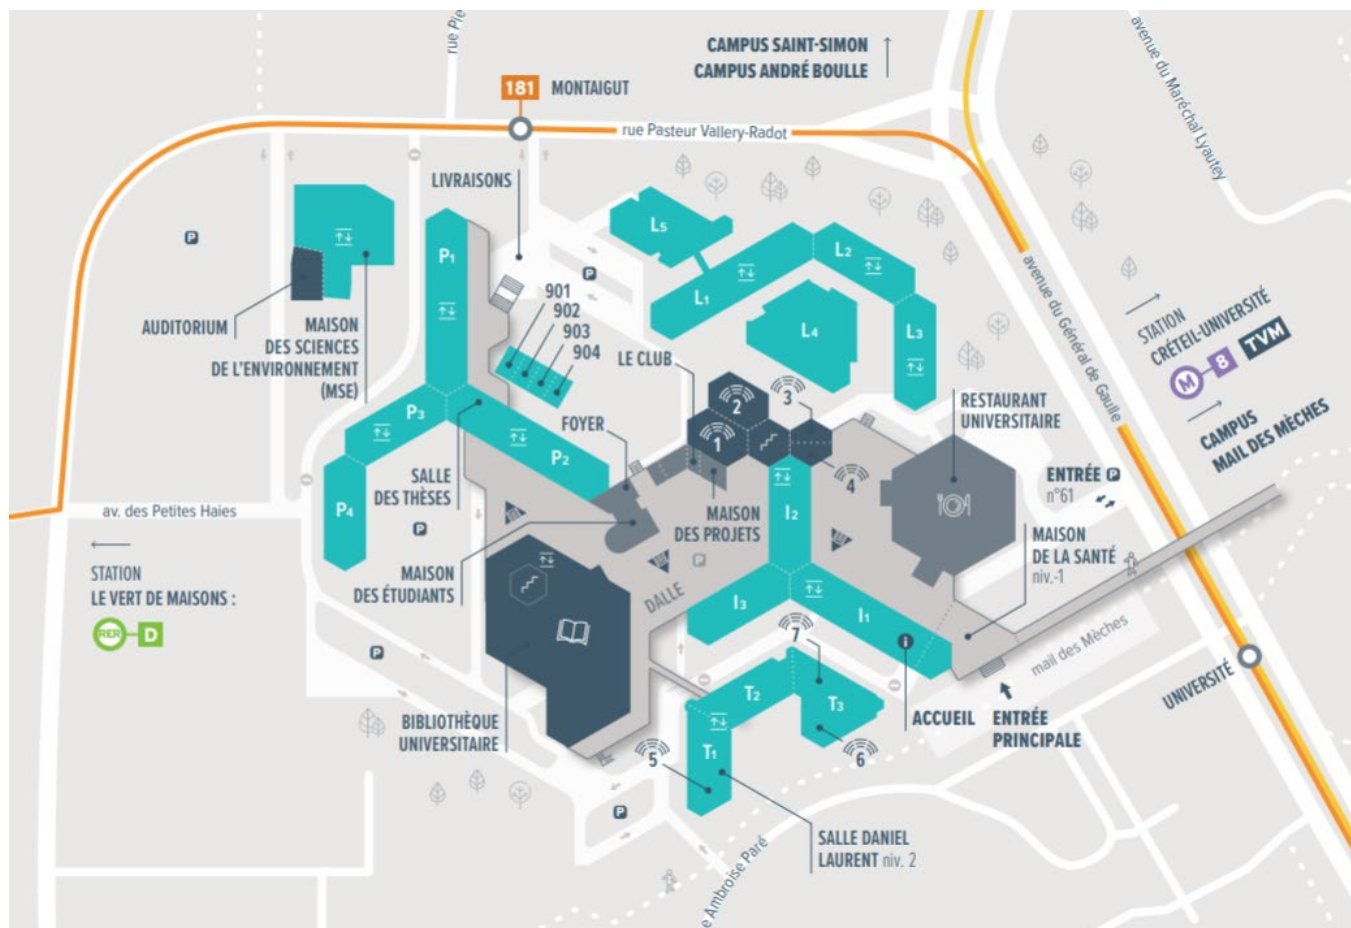 CAMPUS SAINT-SIMON
CAMPUS ANDRÉ BOULLE
rue Pie
avenue du Maréchal Lyautey
181 MONTAIGUT
rue Pasteur Vallery-Radot
LIVRAISONS
P
P
P1
L5
L1
L2
L3
L4
avenue du Général de Gaulle
STATION
CRÉTEIL-UNIVERSITÉ
M 8 TVM
CAMPUS
MAIL DES MÈCHES
AUDITORIUM
MAISON
DES SCIENCES
DE L'ENVIRONNEMENT
(MSE)
901
902
903
904
LE CLUB
FOYER
2
1
3
4
RESTAURANT
UNIVERSITAIRE
P3
P2
P4
SALLE
DES THÈSES
ENTRÉE P
n°61
av. des Petites Haies
STATION
LE VERT DE MAISONS :
RER D
P
MAISON
DES ÉTUDIANTS
MAISON
DES PROJETS
P
I2
MAISON
DE LA SANTÉ
niv.-1
DALLE
I3
I1
i
7
mail des Mèches
UNIVERSITÉ
P
T2
T3
T1
BIBLIOTHÈQUE
UNIVERSITAIRE
5
6
ACCUEIL
ENTRÉE
PRINCIPALE
P
SALLE DANIEL
LAURENT niv. 2
e Ambroise Paré